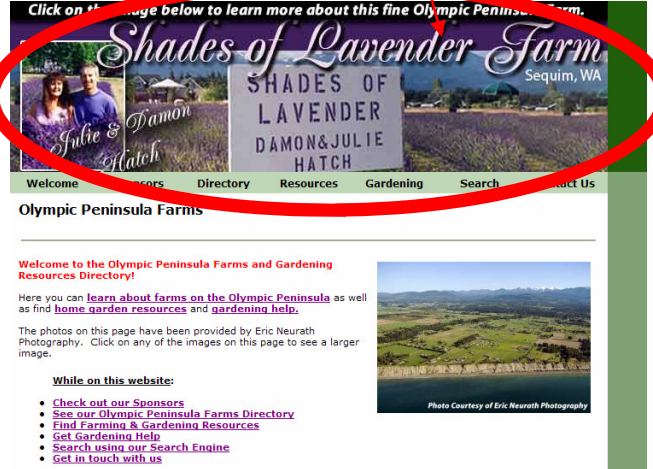 Click on the image below to learn more about this fine Olympic Peninsula Farm.
Shades of Lavender Farm
Sequim, WA
SHADES OF
LAVENDER
DAMON&JULIE
HATCH
Julie & Damon
Hatch
Welcome Sponsors Directory Resources Gardening Search Contact Us
Olympic Peninsula Farms
Welcome to the Olympic Peninsula Farms and Gardening
Resources Directory!
Here you can learn about farms on the Olympic Peninsula as well
as find home garden resources and gardening help.
The photos on this page have been provided by Eric Neurath
Photography. Click on any of the images on this page to see a larger
image.
Photo Courtesy of Eric Neurath Photography
While on this website:
• Check out our Sponsors
• See our Olympic Peninsula Farms Directory
• Find Farming & Gardening Resources
• Get Gardening Help
• Search using our Search Engine
• Get in touch with us